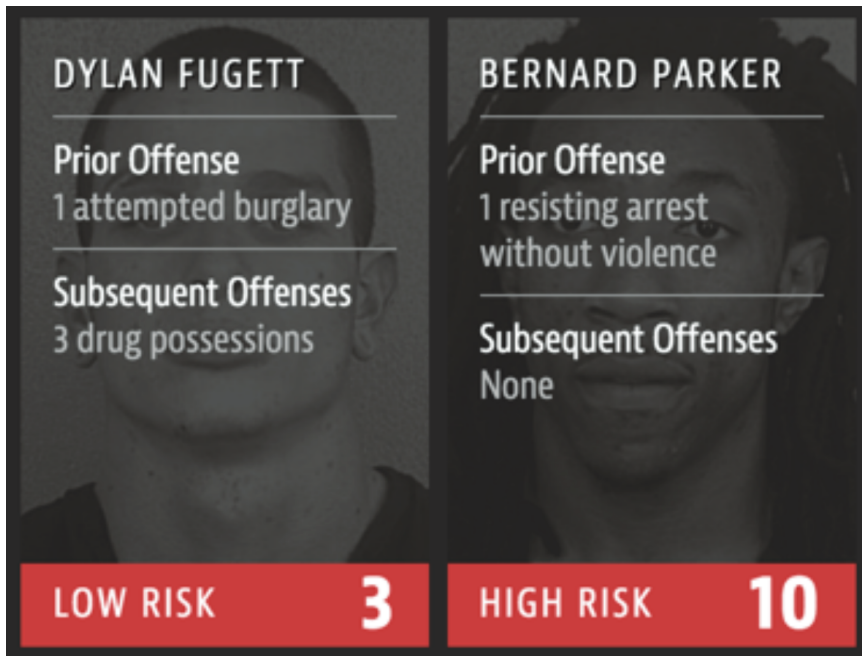 DYLAN FUGETT
Prior Offense
1 attempted burglary
Subsequent Offenses
3 drug possessions
LOW RISK 3
BERNARD PARKER
Prior Offense
1 resisting arrest
without violence
Subsequent Offenses
None
HIGH RISK 10